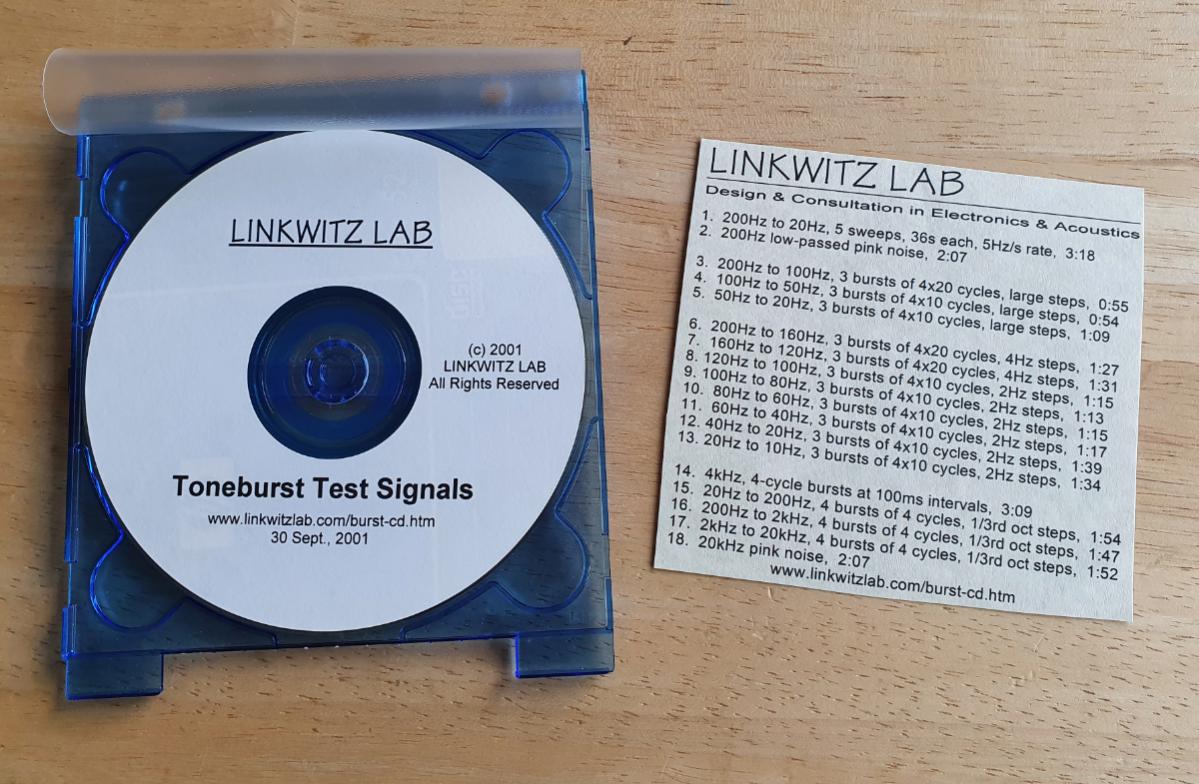 LINKWITZ LAB
(c) 2001
LINKWITZ LAB
All Rights Reserved
Toneburst Test Signals
www.linkwitzlab.com/burst-cd.htm
30 Sept., 2001
LINKWITZ LAB
Design & Consultation in Electronics & Acoustics
1. 200Hz to 20Hz, 5 sweeps, 36s each, 5Hz/s rate, 3:18
2. 200Hz low-passed pink noise, 2:07
3. 200Hz to 100Hz, 3 bursts of 4x20 cycles, large steps, 0:55
4. 100Hz to 50Hz, 3 bursts of 4x10 cycles, large steps, 0:54
5. 50Hz to 20Hz, 3 bursts of 4x10 cycles, large steps, 1:09
6. 200Hz to 160Hz, 3 bursts of 4x20 cycles, 4Hz steps, 1:27
7. 160Hz to 120Hz, 3 bursts of 4x20 cycles, 4Hz steps, 1:31
8. 120Hz to 100Hz, 3 bursts of 4x10 cycles, 2Hz steps, 1:15
9. 100Hz to 80Hz, 3 bursts of 4x10 cycles, 2Hz steps, 1:13
10. 80Hz to 60Hz, 3 bursts of 4x10 cycles, 2Hz steps, 1:15
11. 60Hz to 40Hz, 3 bursts of 4x10 cycles, 2Hz steps, 1:17
12. 40Hz to 20Hz, 3 bursts of 4x10 cycles, 2Hz steps, 1:39
13. 20Hz to 10Hz, 3 bursts of 4x10 cycles, 2Hz steps, 1:34
14. 4kHz, 4-cycle bursts at 100ms intervals, 3:09
15. 20Hz to 200Hz, 4 bursts of 4 cycles, 1/3rd oct steps, 1:54
16. 200Hz to 2kHz, 4 bursts of 4 cycles, 1/3rd oct steps, 1:47
17. 2kHz to 20kHz, 4 bursts of 4 cycles, 1/3rd oct steps, 1:52
18. 20kHz pink noise, 2:07
www.linkwitzlab.com/burst-cd.htm